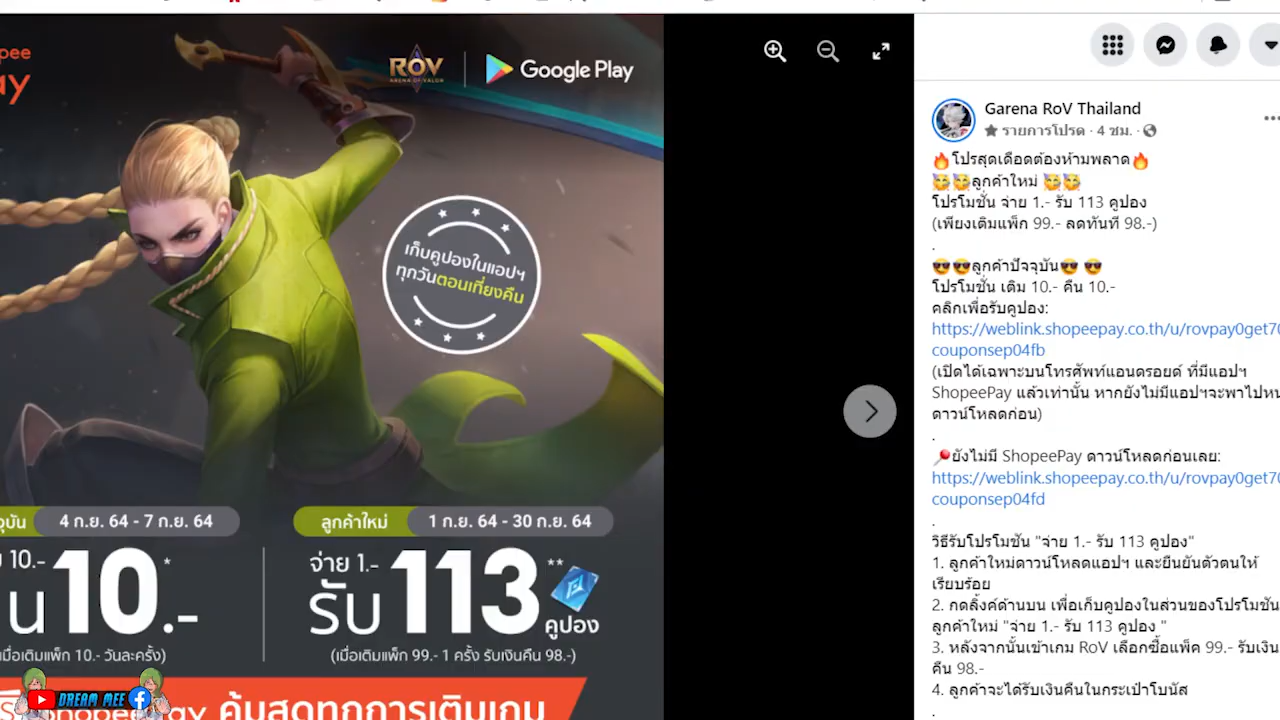 opee
ay
ROV
ARENA OF VALOR
Google Play
เก็บคูปองในแอปฯ
ทุกวันตอนเที่ยงคืน
4 ก.ย. 64 - 7 ก.ย. 64
10.-
10.-*
เมื่อเติมแพ็ก 10.- วันละครั้ง)
ลูกค้าใหม่
1 ก.ย. 64 - 30 ก.ย. 64
จ่าย 1.-
รับ 113** คูปอง
(เมื่อเติมแพ็ก 99.- 1 ครั้ง รับเงินคืน 98.-)
คุ้มสุดทุกการเติมเกม
DREAM MEE
Garena RoV Thailand
รายการโปรด · 4 ชม. ·
🔥โปรสุดเดือดต้องห้ามพลาด🔥
🥳🥳ลูกค้าใหม่ 🥳🥳
โปรโมชั่น จ่าย 1.- รับ 113 คูปอง
(เพียงเติมแพ็ก 99.- ลดทันที 98.-)
.
😎😎ลูกค้าปัจจุบัน😎 😎
โปรโมชั่น เติม 10.- คืน 10.-
คลิกเพื่อรับคูปอง:
https://weblink.shopeepay.co.th/u/rovpay0get70
couponsep04fb
(เปิดได้เฉพาะบนโทรศัพท์แอนดรอยด์ ที่มีแอปฯ
ShopeePay แล้วเท่านั้น หากยังไม่มีแอปฯจะพาไปหน
ดาวน์โหลดก่อน)
.
📍ยังไม่มี ShopeePay ดาวน์โหลดก่อนเลย:
https://weblink.shopeepay.co.th/u/rovpay0get70
couponsep04fd
.
วิธีรับโปรโมชัน "จ่าย 1.- รับ 113 คูปอง"
1. ลูกค้าใหม่ดาวน์โหลดแอปฯ และยืนยันตัวตนให้
เรียบร้อย
2. กดลิ้งค์ด้านบน เพื่อเก็บคูปองในส่วนของโปรโมชัน
ลูกค้าใหม่ "จ่าย 1.- รับ 113 คูปอง "
3. หลังจากนั้นเข้าเกม RoV เลือกซื้อแพ็ค 99.- รับเงิน
คืน 98.-
4. ลูกค้าจะได้รับเงินคืนในกระเป๋าโบนัส
.